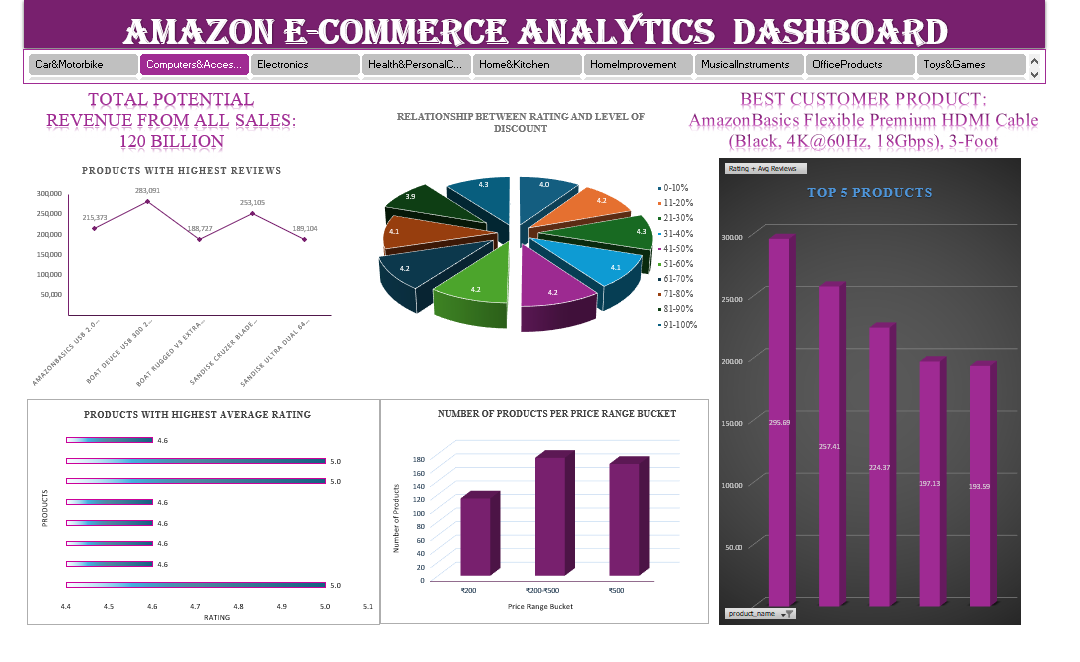 AMAZON E-COMMERCE ANALYTICS DASHBOARD
Car&Motorbike
Computers&Acces...
Electronics
Health&PersonalC...
Home&Kitchen
HomeImprovement
MusicalInstruments
OfficeProducts
Toys&Games
TOTAL POTENTIAL
REVENUE FROM ALL SALES:
120 BILLION
PRODUCTS WITH HIGHEST REVIEWS
300,000
250,000
200,000
150,000
100,000
50,000
215,373
283,091
188,727
253,105
189,104
AMAZONBASICS USB 2.0...
BOAT DEUCE USB 300 2...
BOAT RUGGED V3 EXTRA...
SANDISK CRUZER BLADE...
SANDISK ULTRA DUAL 64...
RELATIONSHIP BETWEEN RATING AND LEVEL OF
DISCOUNT
4.0
4.2
4.3
4.1
4.2
4.2
4.2
4.1
3.9
4.3
0-10%
11-20%
21-30%
31-40%
41-50%
51-60%
61-70%
71-80%
81-90%
91-100%
BEST CUSTOMER PRODUCT:
AmazonBasics Flexible Premium HDMI Cable
(Black, 4K@60Hz, 18Gbps), 3-Foot
Rating + Avg Reviews
TOP 5 PRODUCTS
300.00
250.00
200.00
150.00
100.00
50.00
295.69
257.41
224.37
197.13
193.59
product_name
PRODUCTS WITH HIGHEST AVERAGE RATING
PRODUCTS
4.6
5.0
5.0
4.6
4.6
4.6
4.6
5.0
4.4 4.5 4.6 4.7 4.8 4.9 5.0 5.1
RATING
NUMBER OF PRODUCTS PER PRICE RANGE BUCKET
Number of Products
180
160
140
120
100
80
60
40
20
0
₹200 ₹200-₹500 ₹500
Price Range Bucket